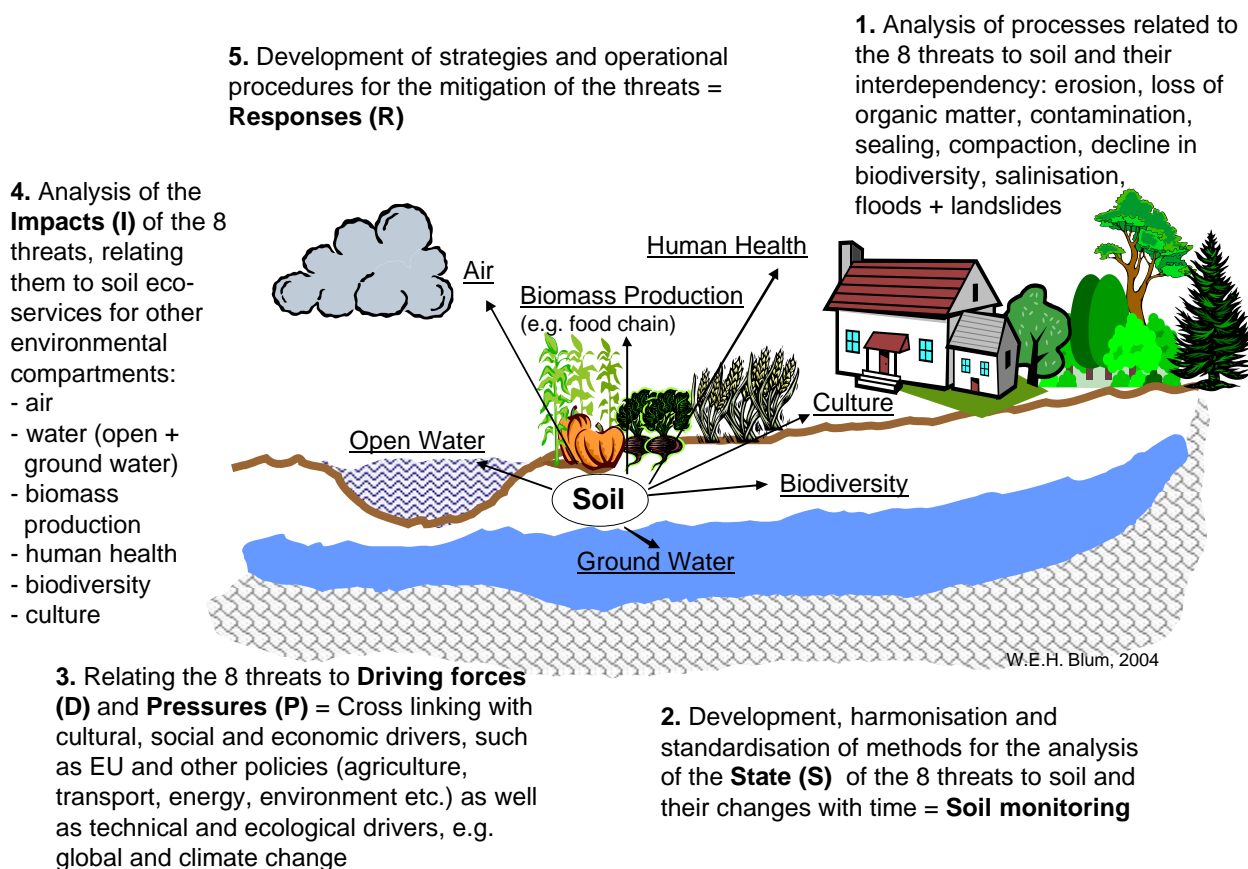 1. Analysis of processes related to
the 8 threats to soil and their
interdependency: erosion, loss of
organic matter, contamination,
sealing, compaction, decline in
biodiversity, salinisation,
floods + landslides
5. Development of strategies and operational
procedures for the mitigation of the threats =
Responses (R)
4. Analysis of the
Impacts (I) of the 8
threats, relating
them to soil eco-
services for other
environmental
compartments:
- air
- water (open +
ground water)
- biomass
production
- human health
- biodiversity
- culture
Human Health
Air
Biomass Production
(e.g. food chain)
Culture
Open Water
Biodiversity
Soil
Ground Water
W.E.H. Blum, 2004
3. Relating the 8 threats to Driving forces
(D) and Pressures (P) = Cross linking with
cultural, social and economic drivers, such
as EU and other policies (agriculture,
transport, energy, environment etc.) as well
as technical and ecological drivers, e.g.
global and climate change
2. Development, harmonisation and
standardisation of methods for the analysis
of the State (S) of the 8 threats to soil and
their changes with time = Soil monitoring